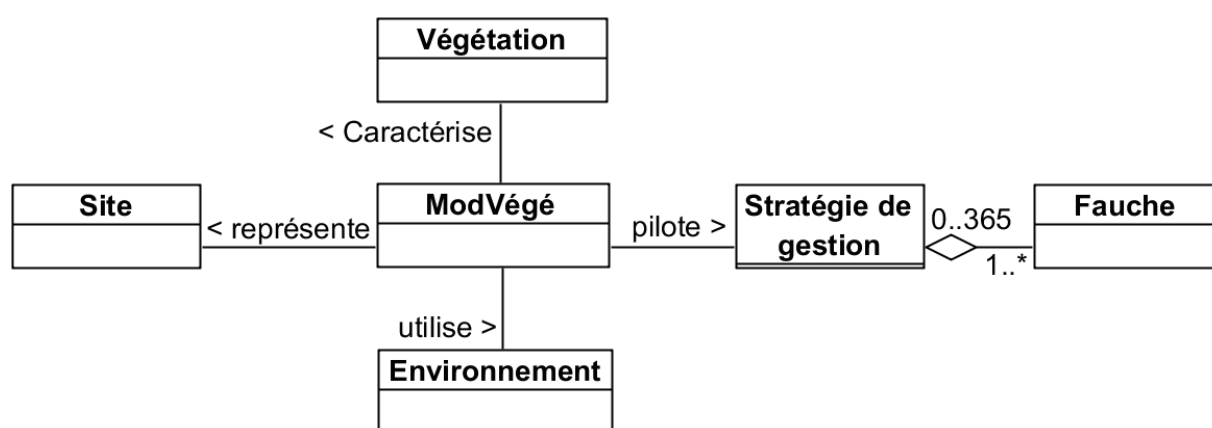 Végétation
< Caractérise
Site
< représente
ModVégé
pilote >
Stratégie de
gestion
0..365
1..*
Fauche
utilise >
Environnement